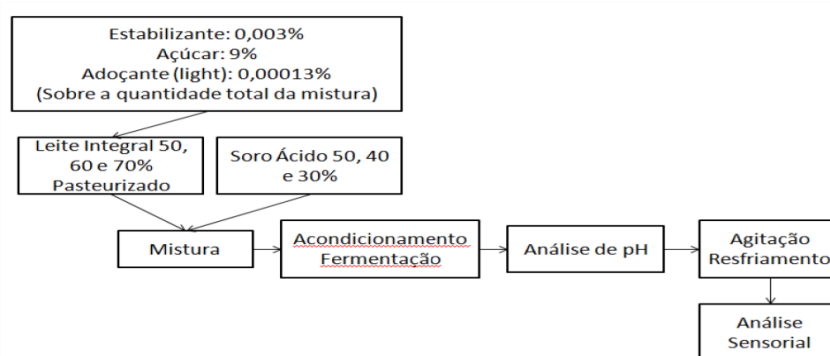 Estabilizante: 0,003%
Açúcar: 9%
Adoçante (light): 0,00013%
(Sobre a quantidade total da mistura)
Leite Integral 50,
60 e 70%
Pasteurizado
Soro Ácido 50, 40
e 30%
Mistura
Acondicionamento
Fermentação
Análise de pH
Agitação
Resfriamento
Análise
Sensorial